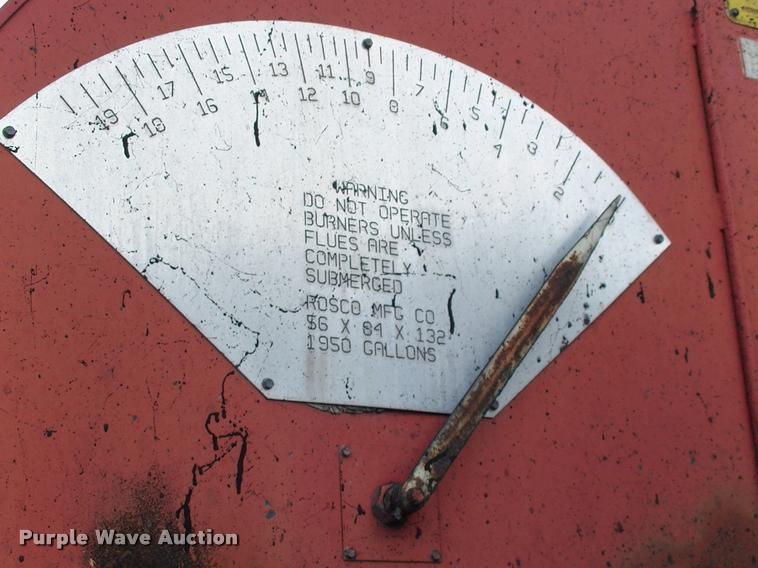 19 17 15 13 11 9 7 5 3
18 16 14 12 10 8 6 4 2
WARNING
DO NOT OPERATE
BURNERS UNLESS
FLUES ARE
COMPLETELY
SUBMERGED
ROSCO MFG CO
56 X 84 X 132
1950 GALLONS
Purple Wave Auction